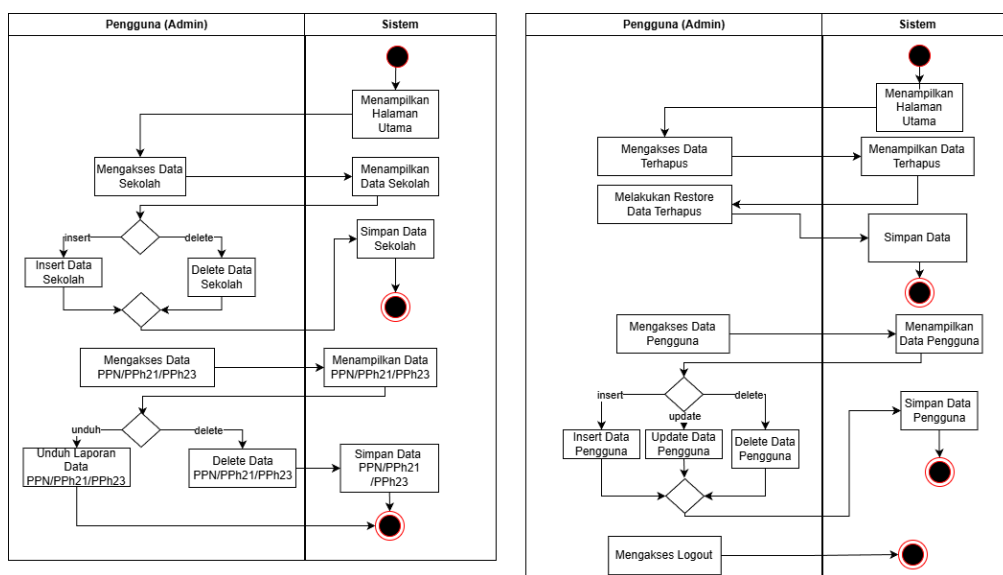 Pengguna (Admin)
Sistem
Menampilkan
Halaman
Utama
Mengakses Data
Sekolah
Menampilkan
Data Sekolah
insert
delete
Insert Data
Sekolah
Delete Data
Sekolah
Simpan Data
Sekolah
Mengakses Data
PPN/PPh21/PPh23
Menampilkan Data
PPN/PPh21/PPh23
unduh
delete
Unduh Laporan
Data
PPN/PPh21/PPh23
Delete Data
PPN/PPh21/PPh23
Simpan Data
PPN/PPh21
/PPh23
Pengguna (Admin)
Sistem
Menampilkan
Halaman
Utama
Mengakses Data
Terhapus
Menampilkan Data
Terhapus
Melakukan Restore
Data Terhapus
Simpan Data
Mengakses Data
Pengguna
Menampilkan
Data Pengguna
insert
update
delete
Insert Data
Pengguna
Update Data
Pengguna
Delete Data
Pengguna
Simpan Data
Pengguna
Mengakses Logout